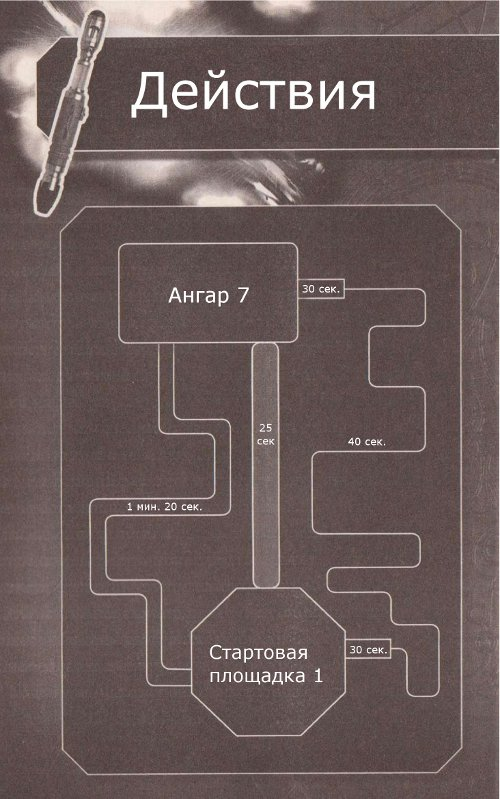 Действия
Ангар 7
30 сек.
25
сек
40 сек.
1 мин. 20 сек.
Стартовая
площадка 1
30 сек.